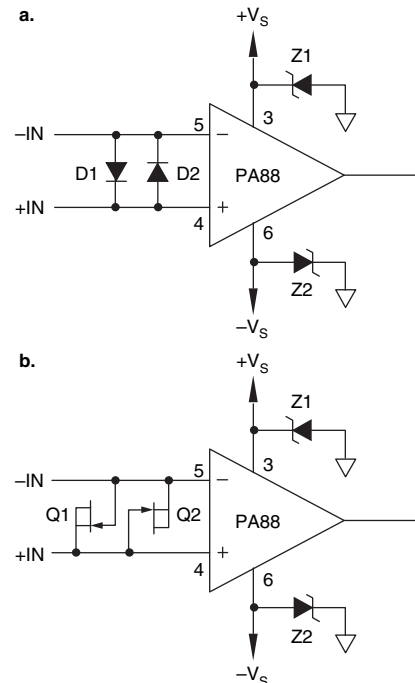 a.
+VS
Z1
3
–IN
5
–
D1
D2
PA88
+IN
4
+
6
Z2
–VS
b.
+VS
Z1
3
–IN
5
–
Q1
Q2
PA88
+IN
4
+
6
Z2
–VS